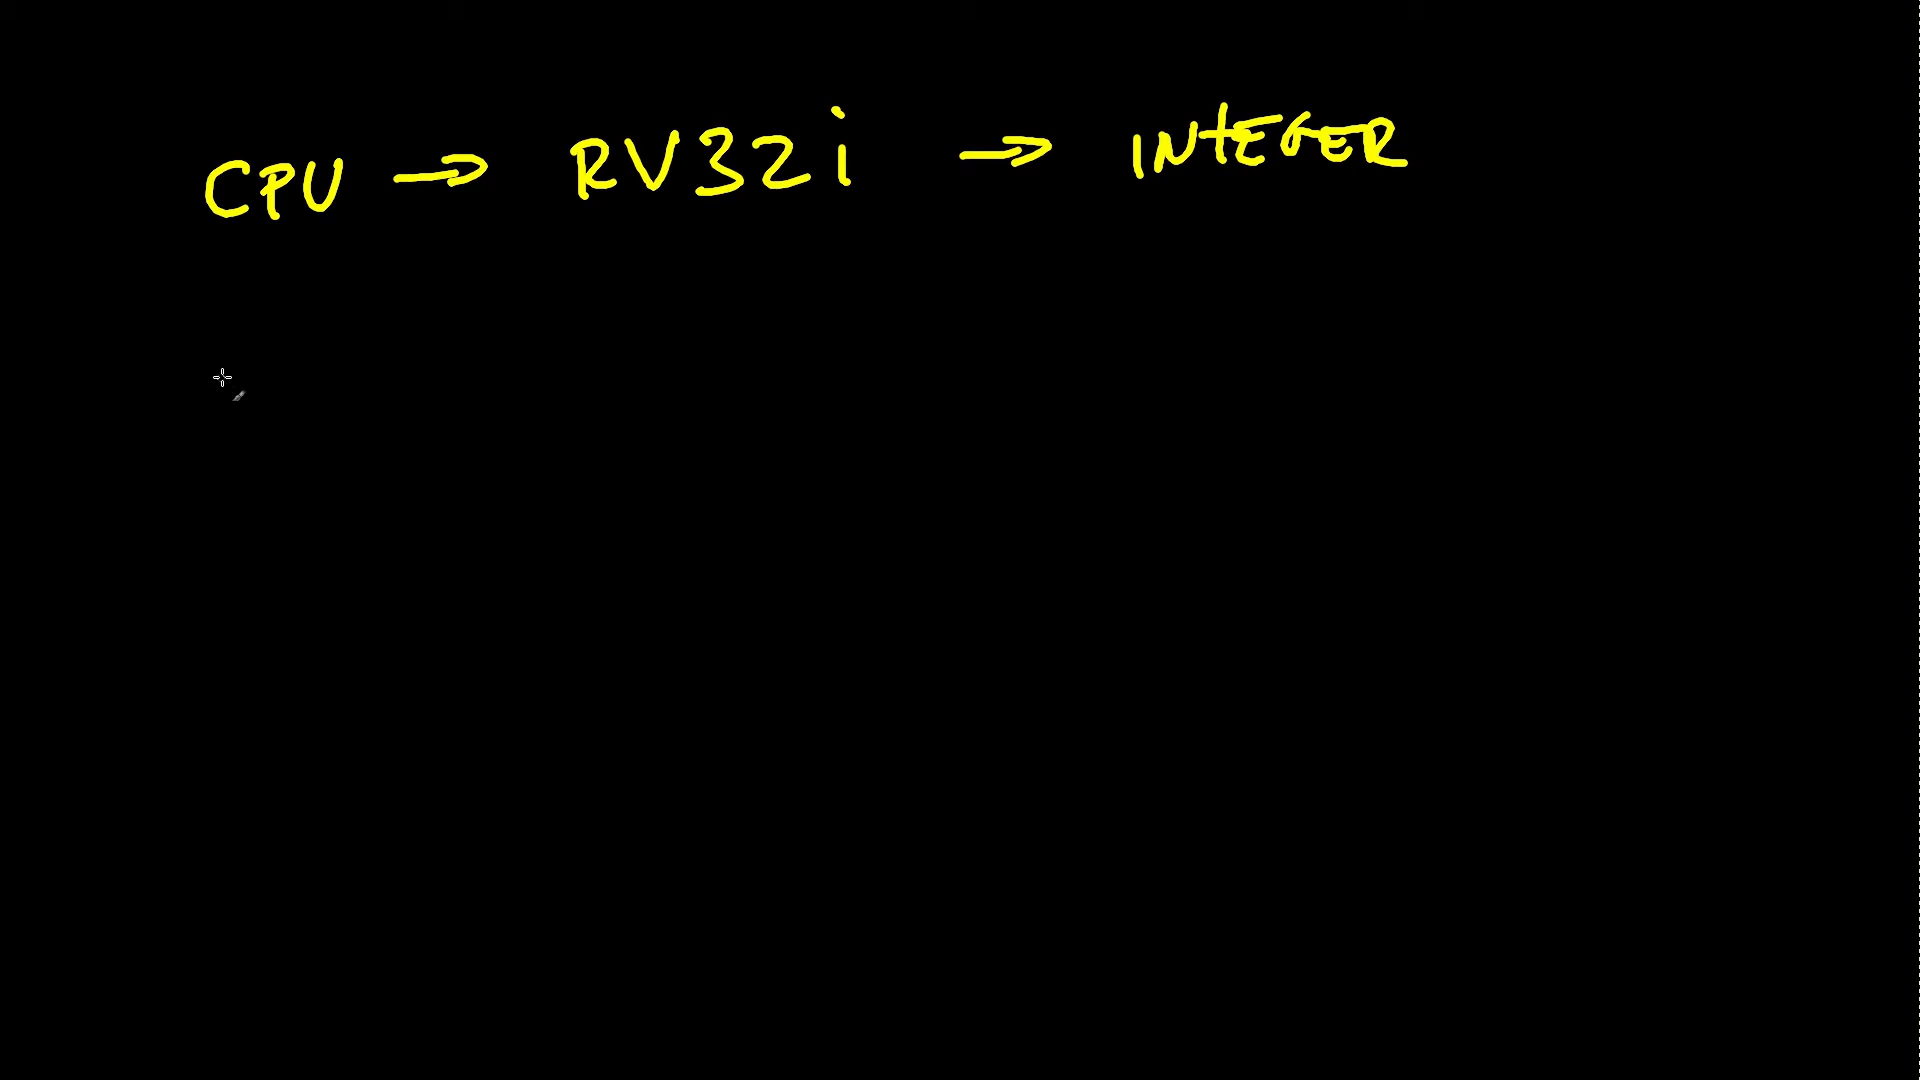 CPU → RV32i → INTEGER